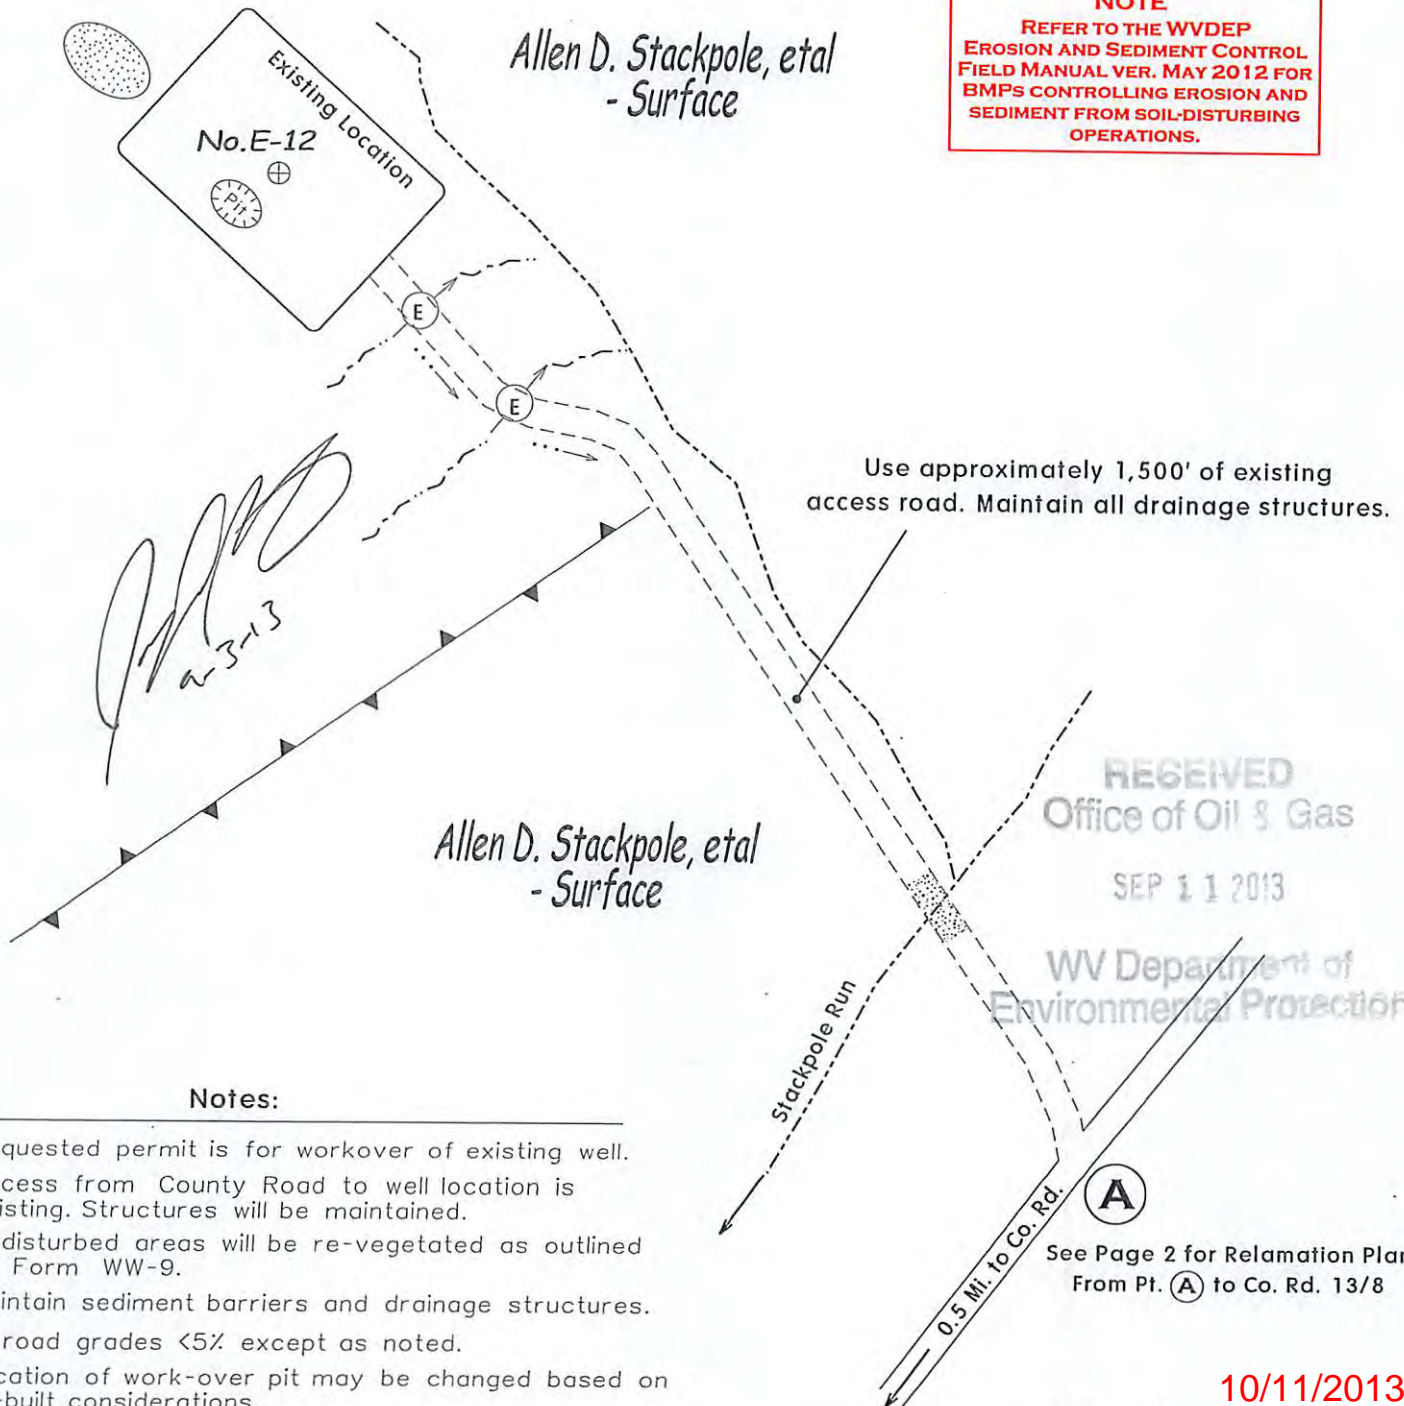 Allen D. Stackpole, etal
- Surface
NOTE
REFER TO THE WVDEP
EROSION AND SEDIMENT CONTROL
FIELD MANUAL VER. MAY 2012 FOR
BMPS CONTROLLING EROSION AND
SEDIMENT FROM SOIL-DISTURBING
OPERATIONS.
Existing Location
No.E-12
Pit
E
E
Use approximately 1,500' of existing
access road. Maintain all drainage structures.
3-13
RECEIVED
Office of Oil & Gas
SEP 11 2013
WV Department of
Environmental Protection
Allen D. Stackpole, etal
- Surface
Stackpole Run
A
See Page 2 for Relamation Plan
From Pt. A to Co. Rd. 13/8
0.5 Mi. to Co. Rd.
Notes:
quested permit is for workover of existing well.
cess from County Road to well location is
isting. Structures will be maintained.
disturbed areas will be re-vegetated as outlined
Form WW-9.
intain sediment barriers and drainage structures.
road grades <5% except as noted.
cation of work-over pit may be changed based on
-built considerations.
10/11/2013